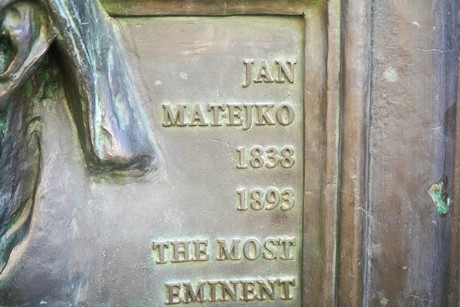 JAN
MATEJKO
1838
1893
THE MOST
EMINENT